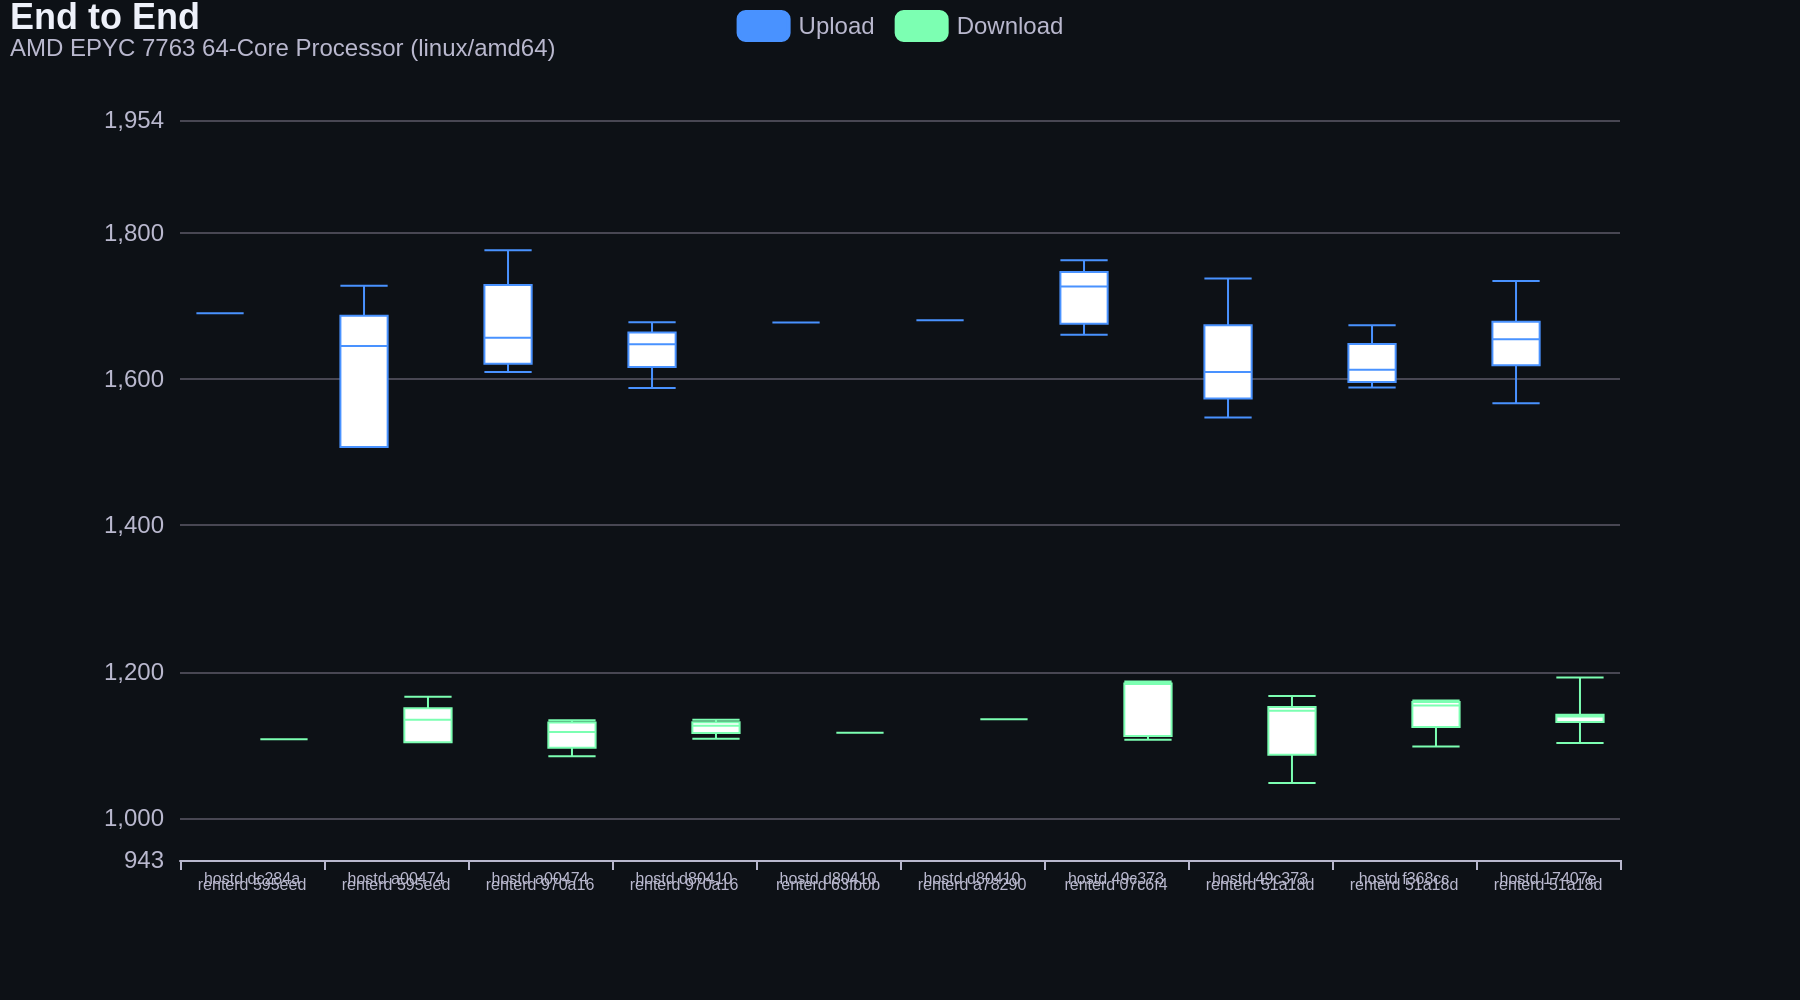 End to End
AMD EPYC 7763 64-Core Processor (linux/amd64)
Upload
Download
1,954
1,800
1,600
1,400
1,200
1,000
943
hostd dc284a
renterd 595eed
hostd a00474
renterd 595eed
hostd a00474
renterd 970a16
hostd d80410
renterd 970a16
hostd d80410
renterd 63fb0b
hostd d80410
renterd a78290
hostd 49c373
renterd 07c6f4
hostd 49c373
renterd 51a18d
hostd f368cc
renterd 51a18d
hostd 17407e
renterd 51a18d